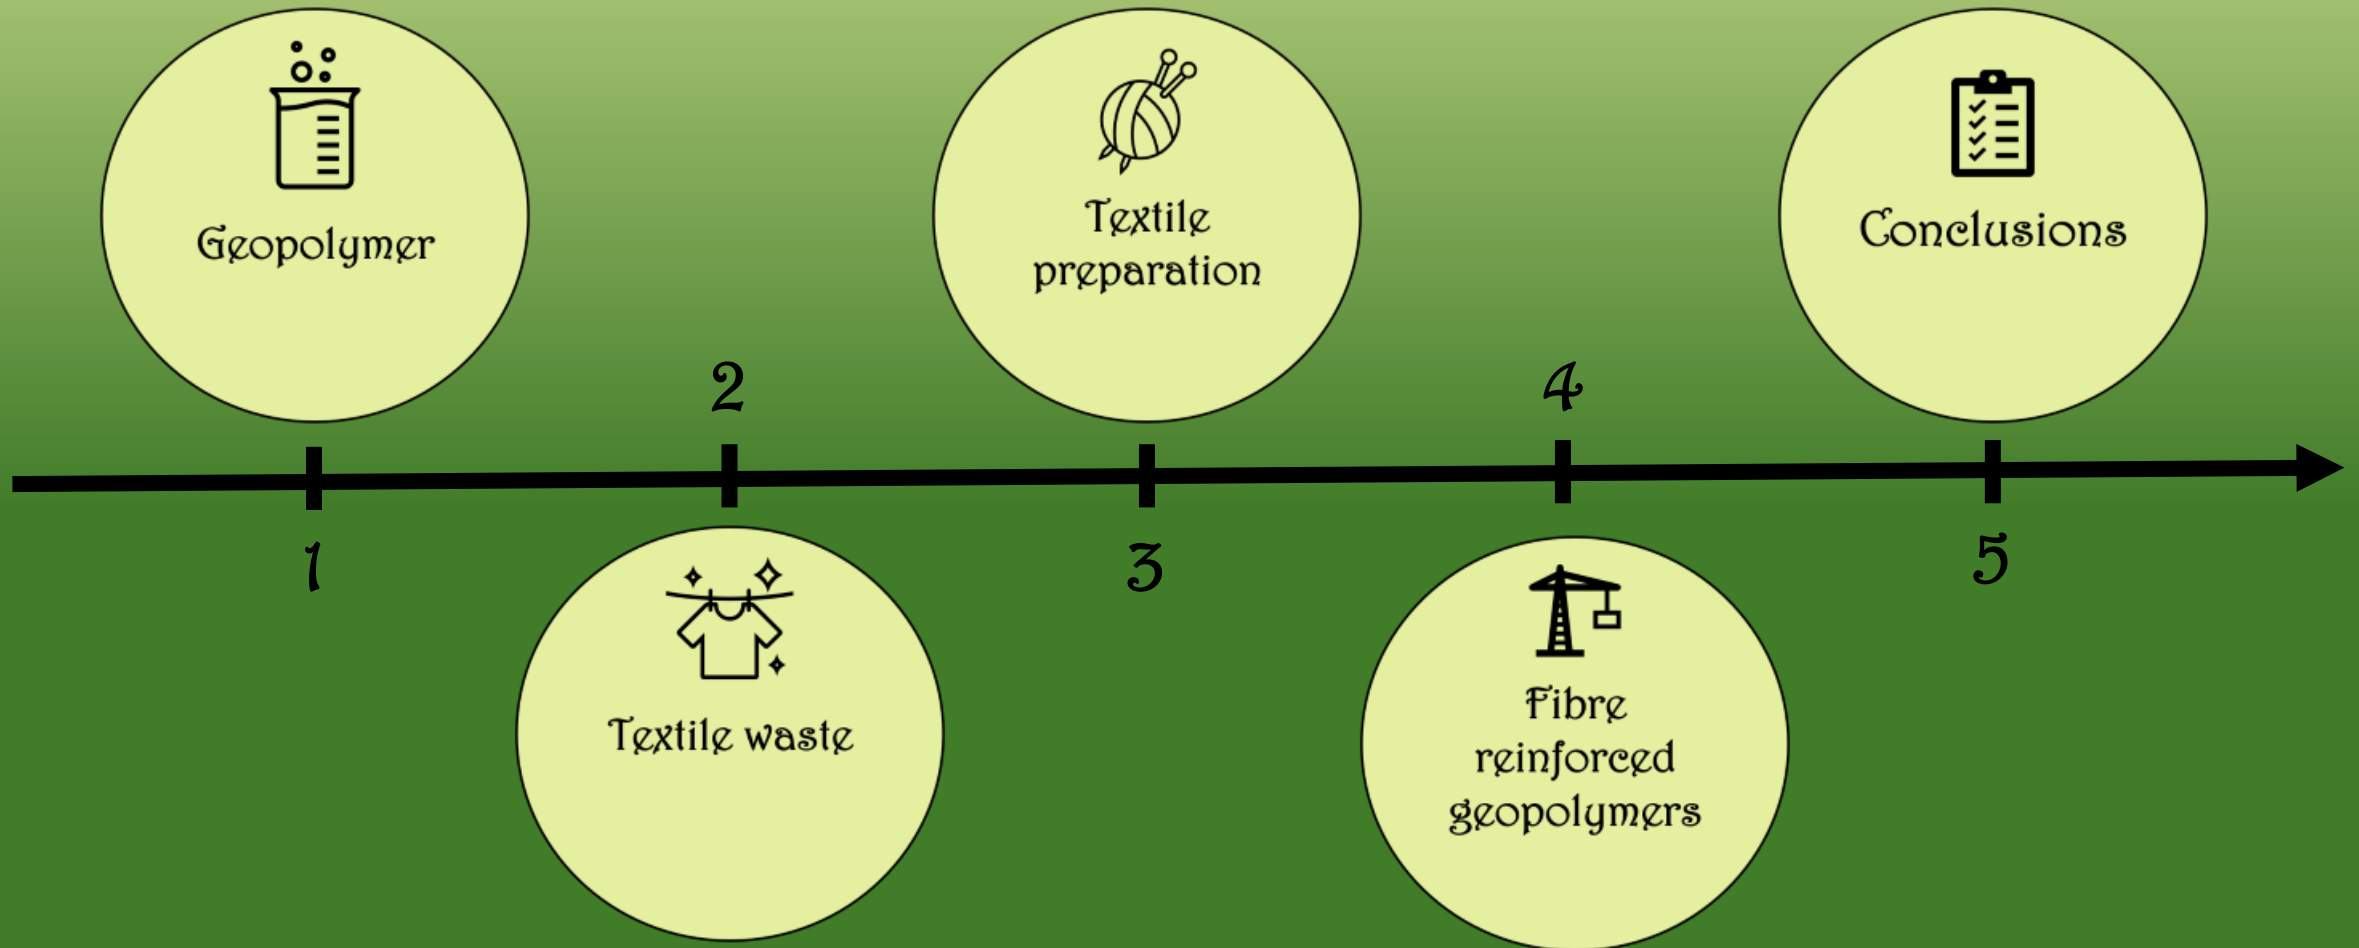 Geopolymer
1
2
Textile waste
Textile
preparation
3
4
Fibre
reinforced
geopolymers
Conclusions
5